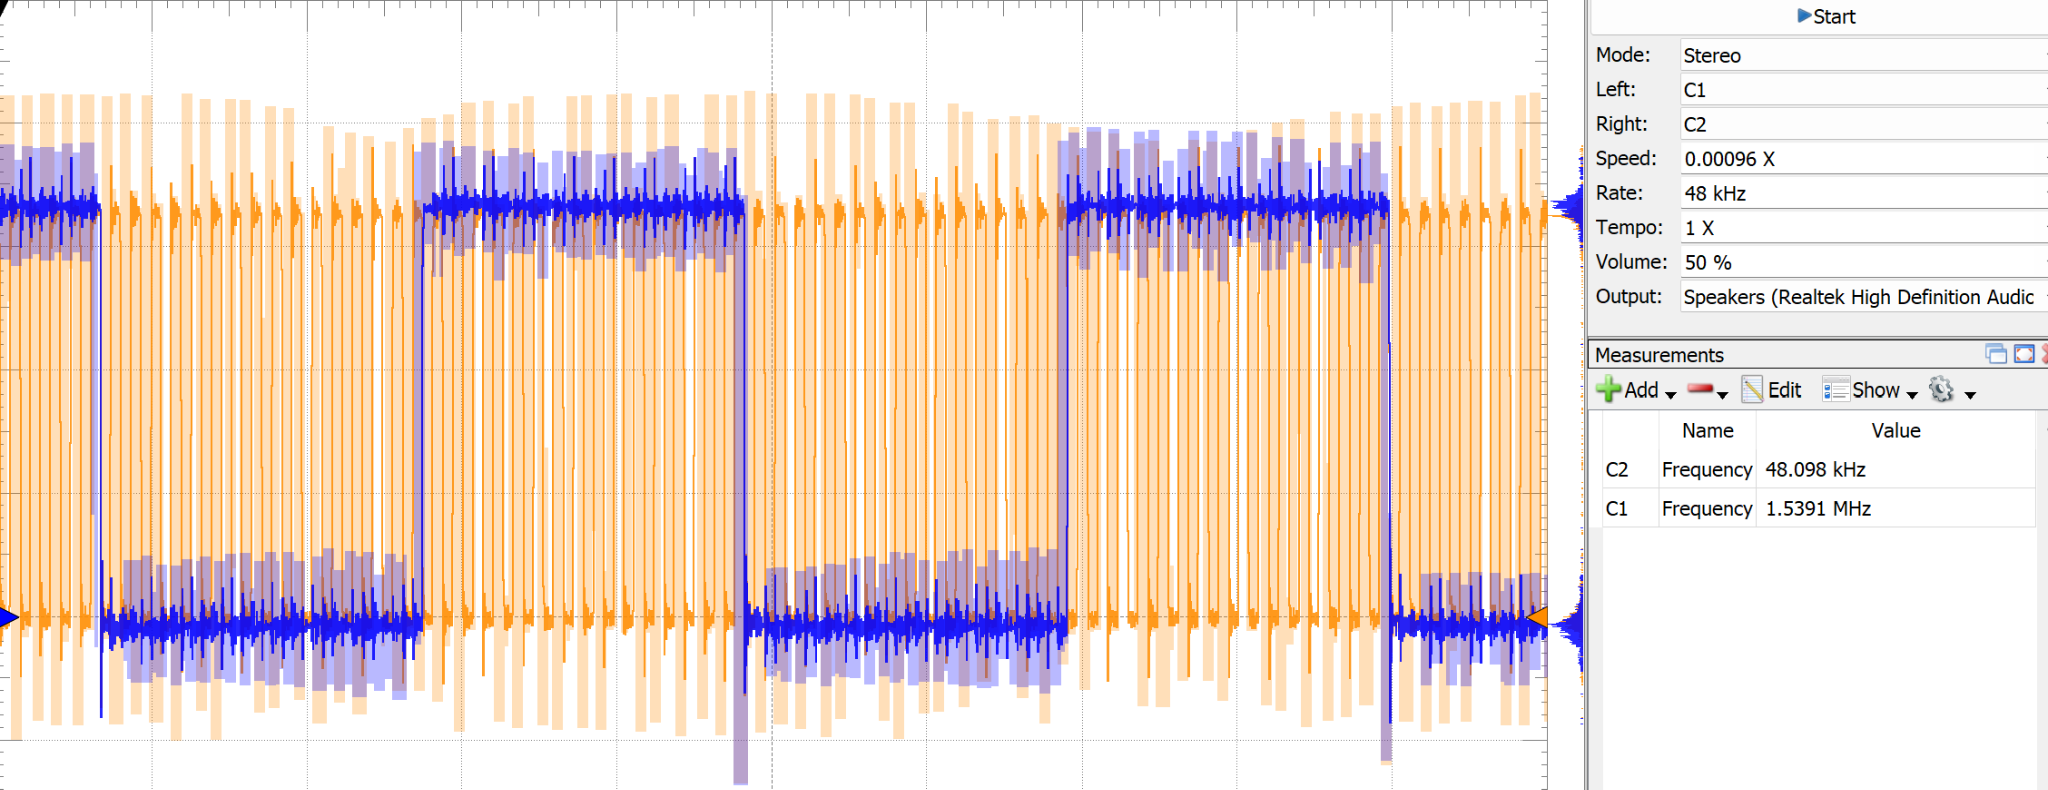 Start
Mode: Stereo
Left: C1
Right: C2
Speed: 0.00096 X
Rate: 48 kHz
Tempo: 1 X
Volume: 50 %
Output: Speakers (Realtek High Definition Audic
Measurements
Add Edit Show
Name Value
C2 Frequency 48.098 kHz
C1 Frequency 1.5391 MHz